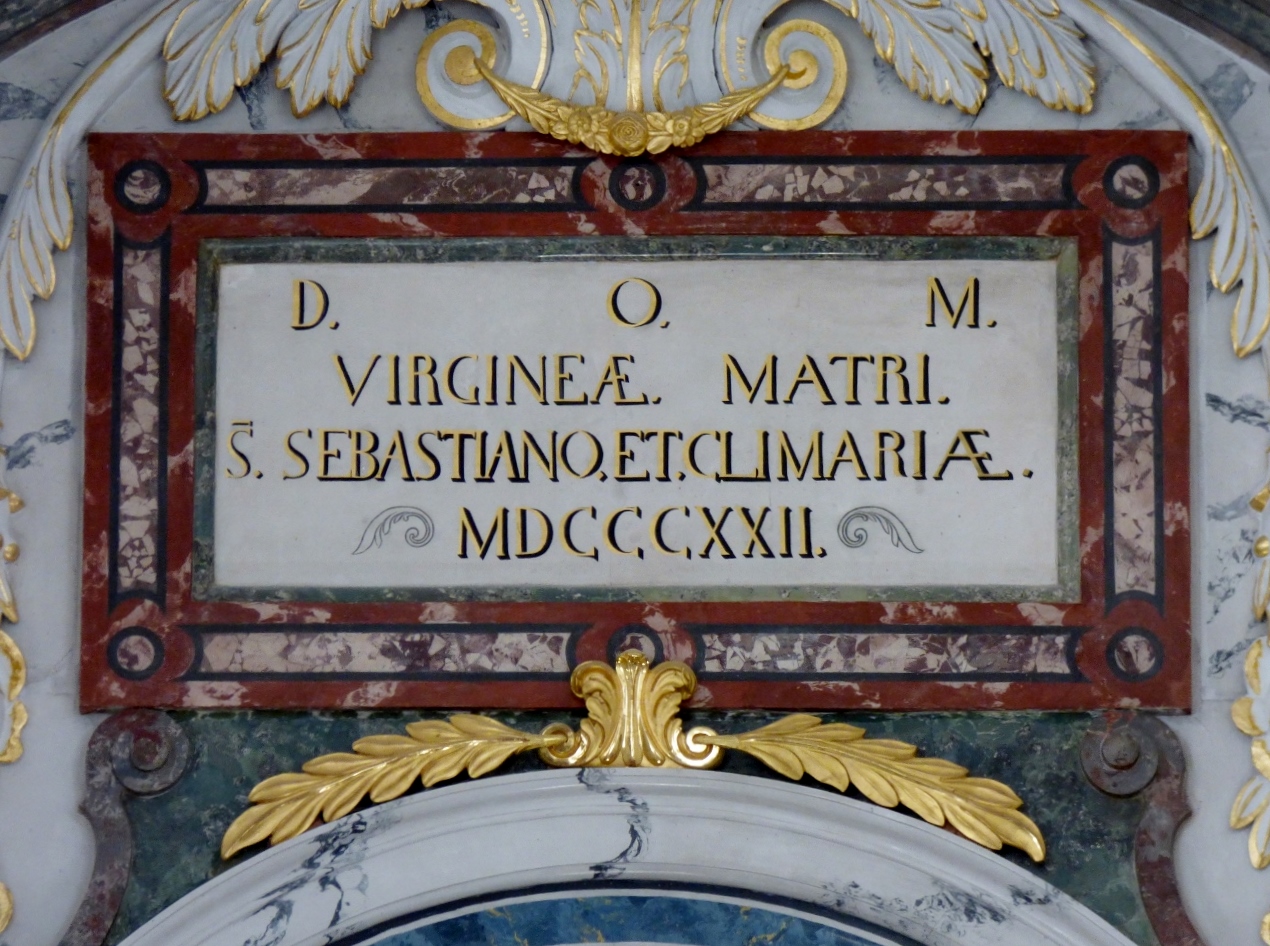 D. O. M.
VIRGINEÆ. MATRI.
S̄. SEBASTIANO. ET. CLIMARIÆ.
MDCCCXXII.